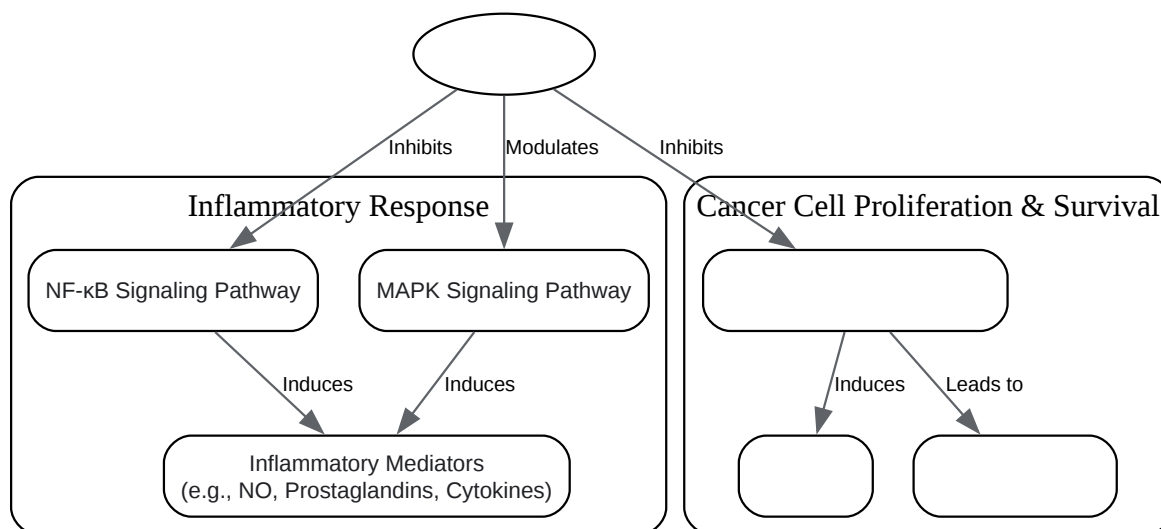 Inhibits
Modulates
Inhibits
Inflammatory Response
Cancer Cell Proliferation & Survival
NF-κB Signaling Pathway
MAPK Signaling Pathway
Induces
Induces
Induces
Leads to
Inflammatory Mediators
(e.g., NO, Prostaglandins, Cytokines)